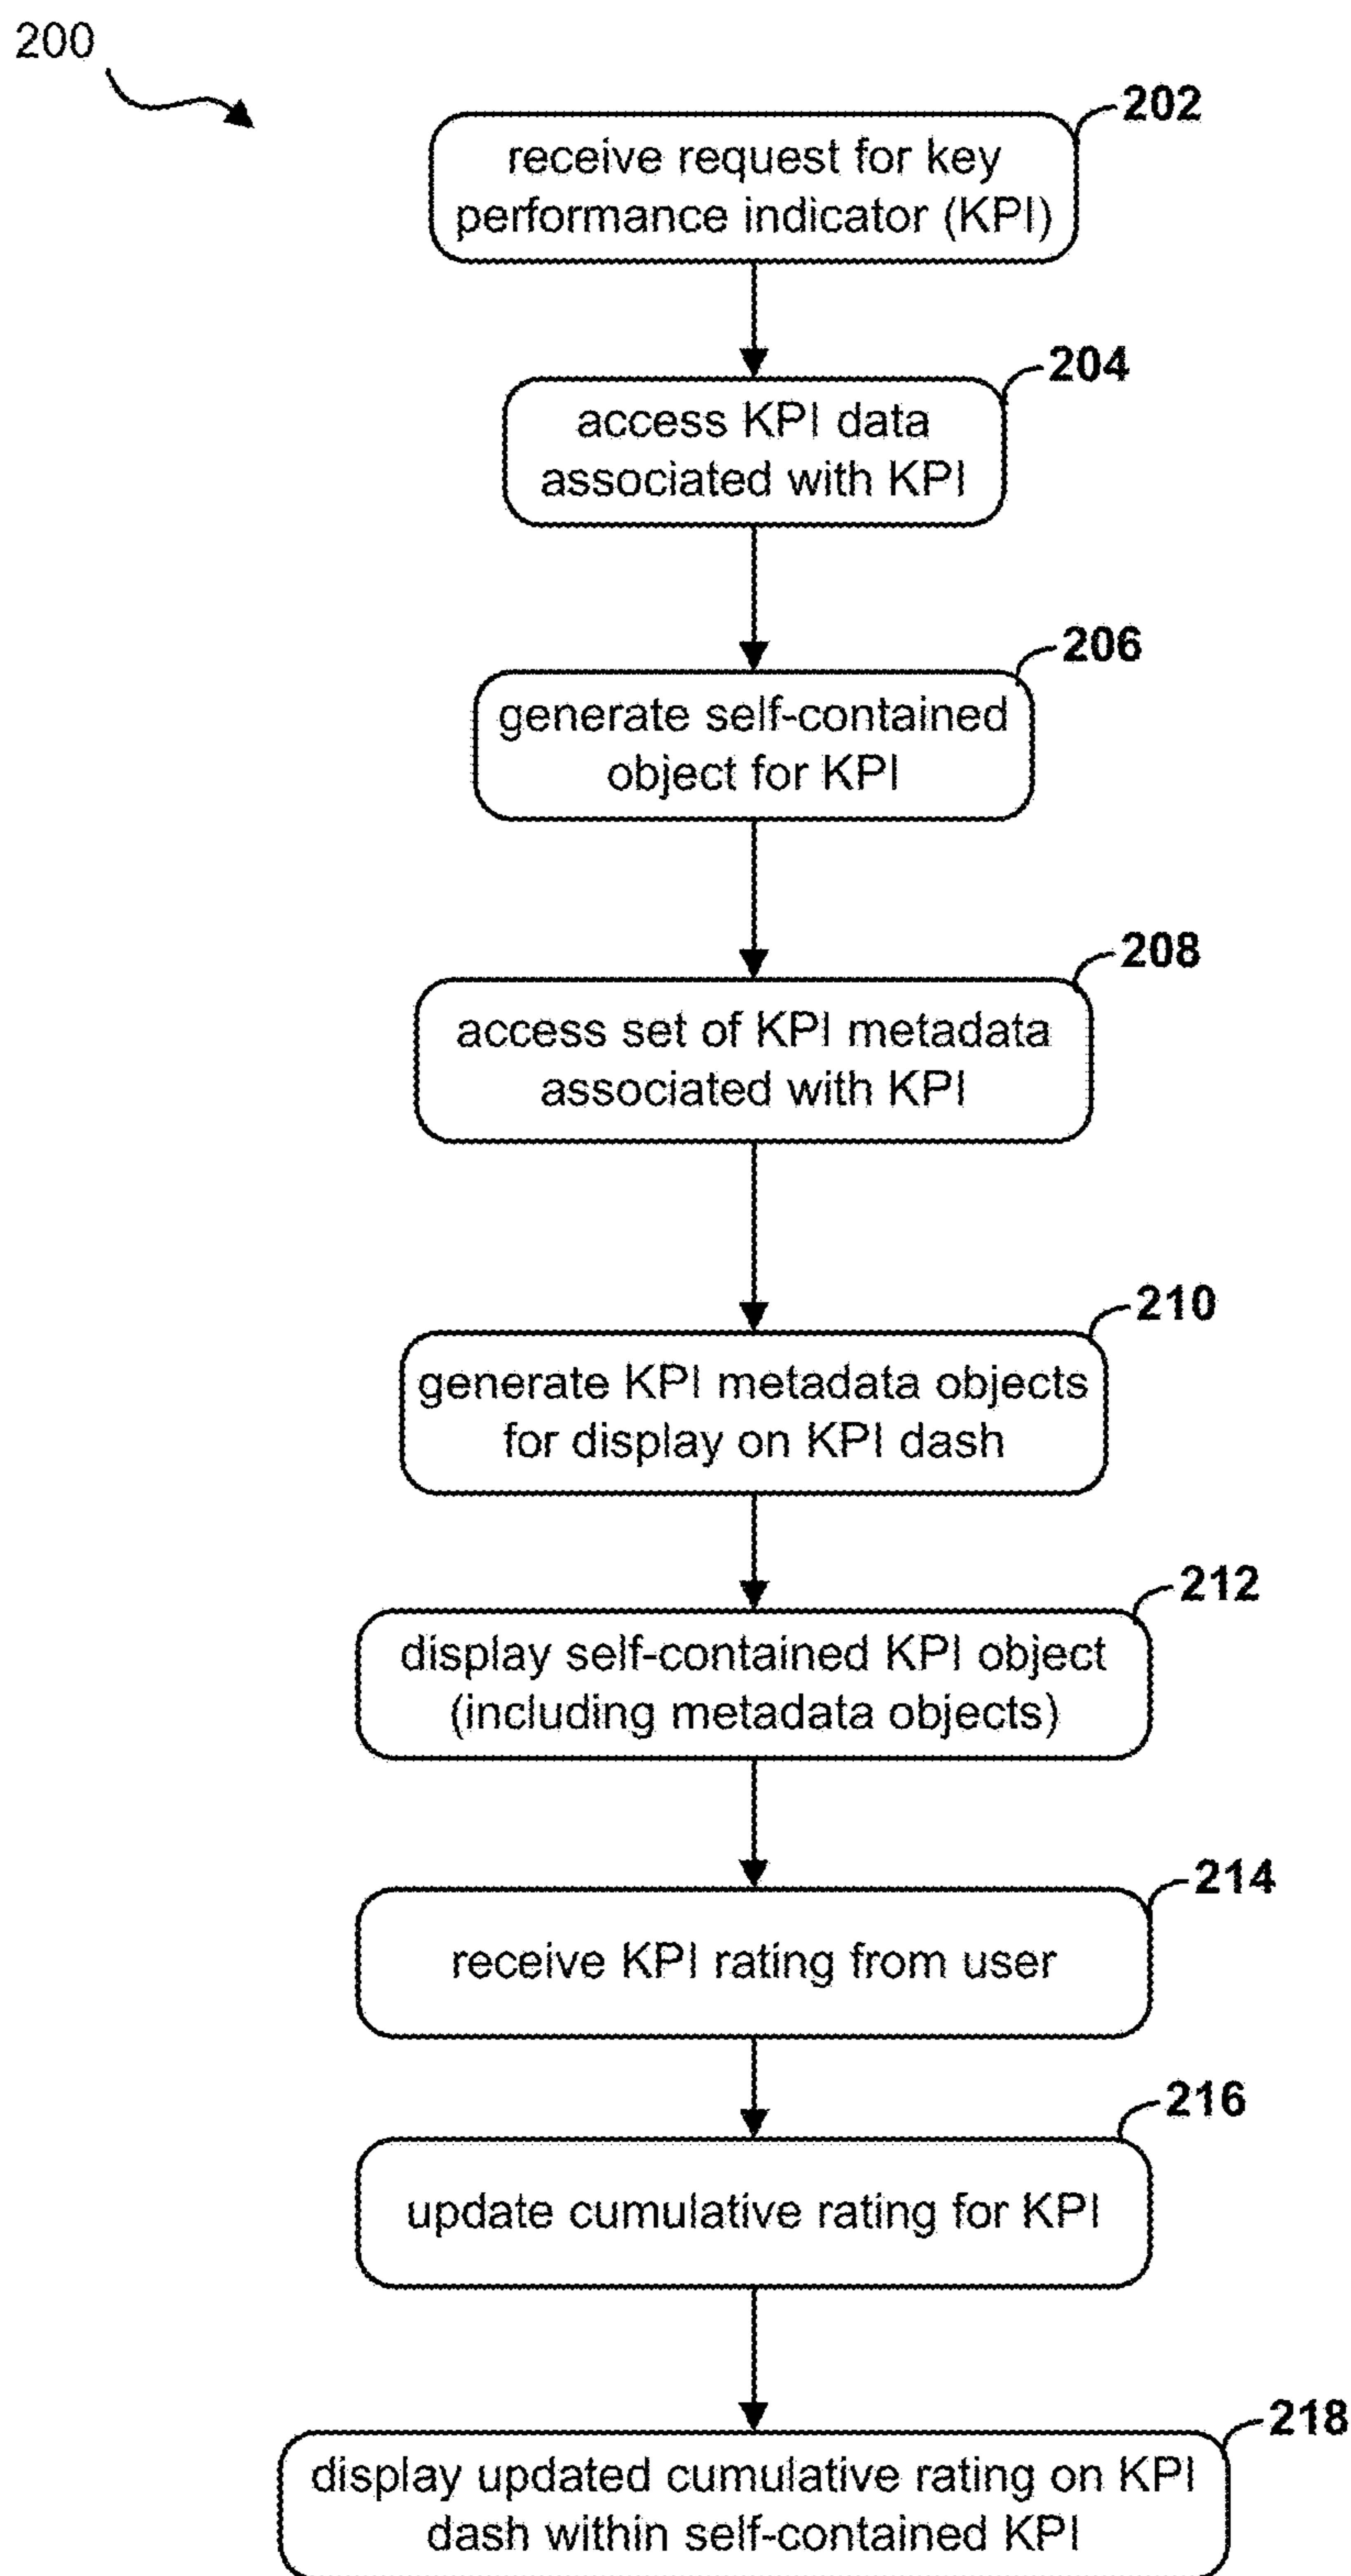 200
202
receive request for key
performance indicator (KPI)
204
access KPI data
associated with KPI
206
generate self-contained
object for KPI
208
access set of KPI metadata
associated with KPI
210
generate KPI metadata objects
for display on KPI dash
212
display self-contained KPI object
(including metadata objects)
214
receive KPI rating from user
216
update cumulative rating for KPI
218
display updated cumulative rating on KPI
dash within self-contained KPI